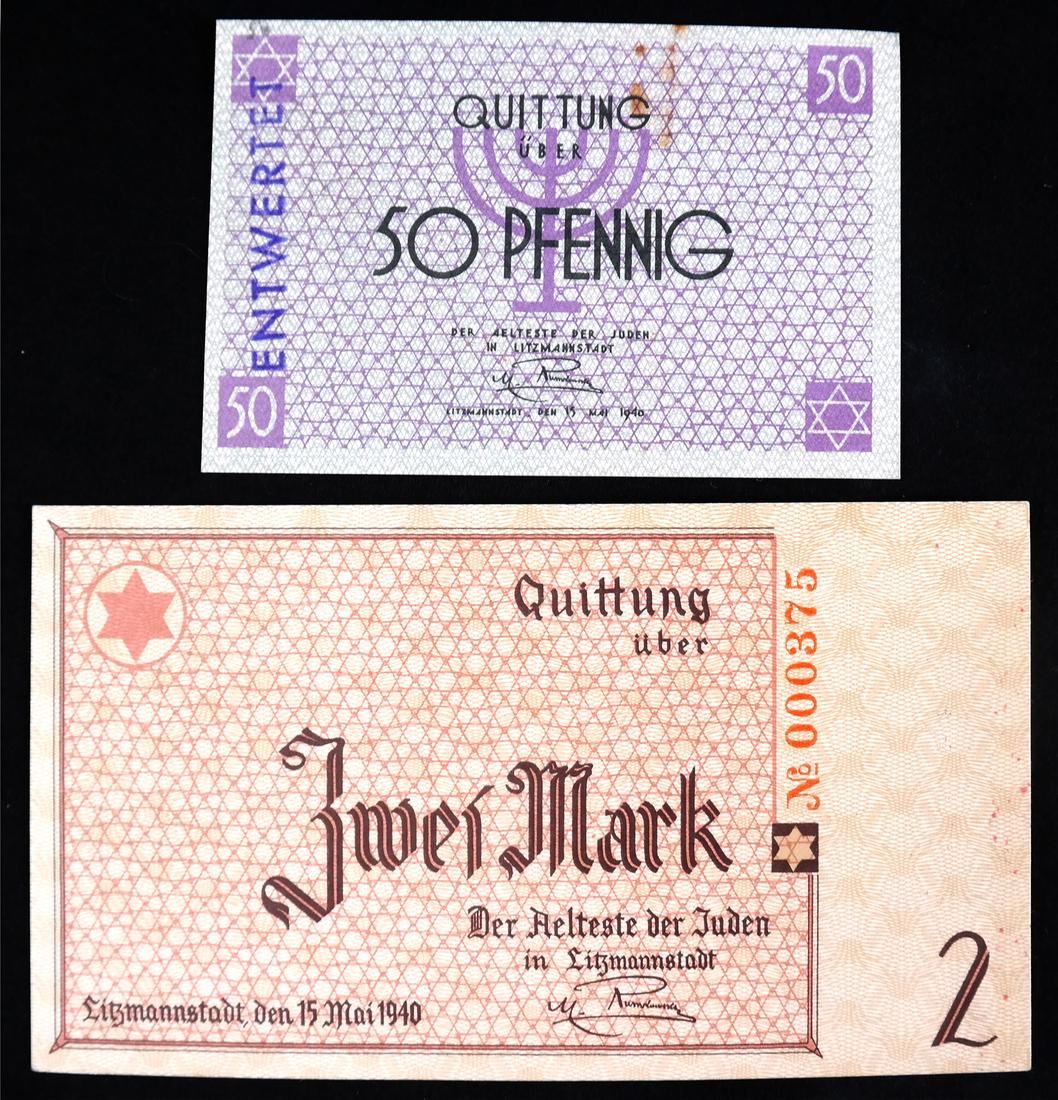 50
QUITTUNG
ÜBER
50 PFENNIG
ENTWERTET
DER AELTESTE DER JUDEN
IN LITZMANNSTADT
50
LITZMANNSTADT, DEN 15 MAI 1940
Quittung
über
№ 000375
Zwei Mark
Der Aelteste der Juden
in Litzmannstadt
Litzmannstadt, den 15 Mai 1940
2